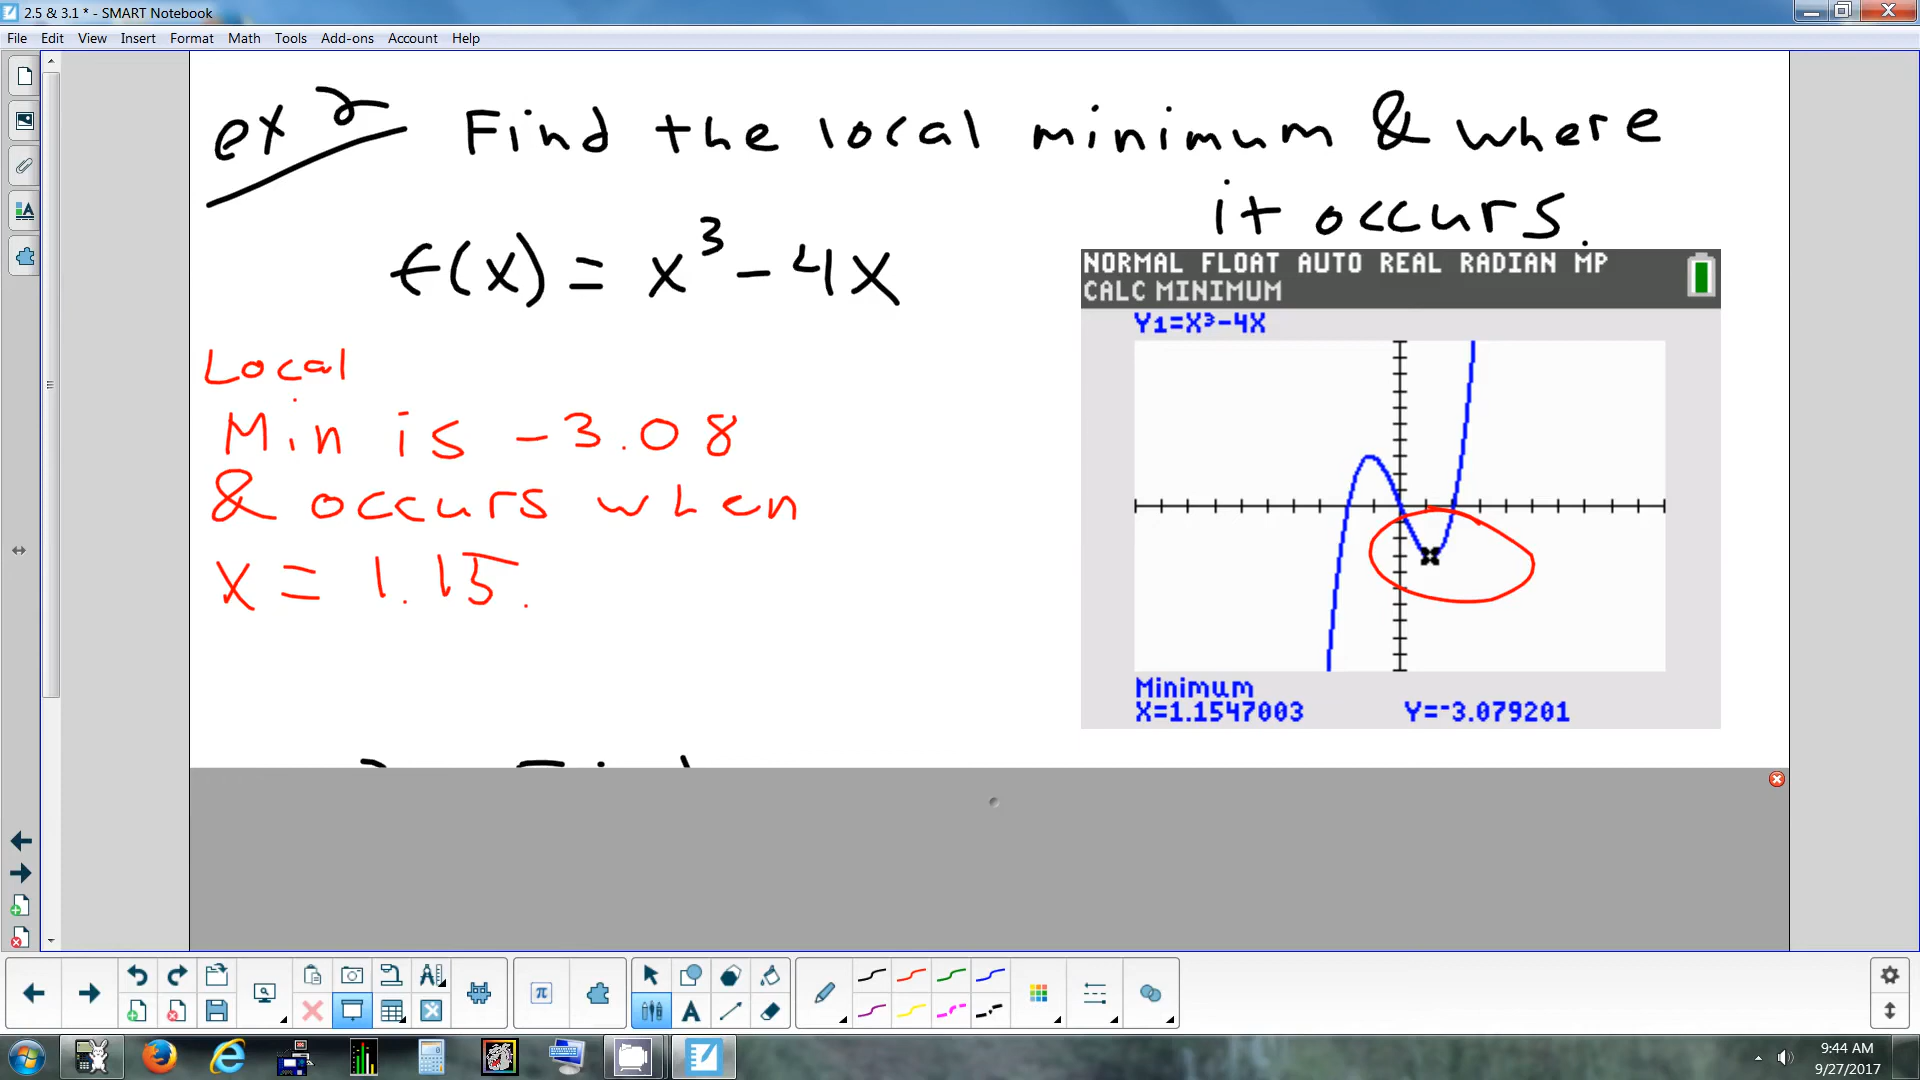 2.5 & 3.1 * - SMART Notebook
File Edit View Insert Format Math Tools Add-ons Account Help
ex 2 Find the local minimum & where
it occurs.
f(x) = x³ - 4x
NORMAL FLOAT AUTO REAL RADIAN MP
CALC MINIMUM
Y1=X³-4X
Local
Min is -3.08
& occurs when
x = 1.15.
Minimum
X=1.1547003 Y=-3.079201
π
A
9:44 AM
9/27/2017